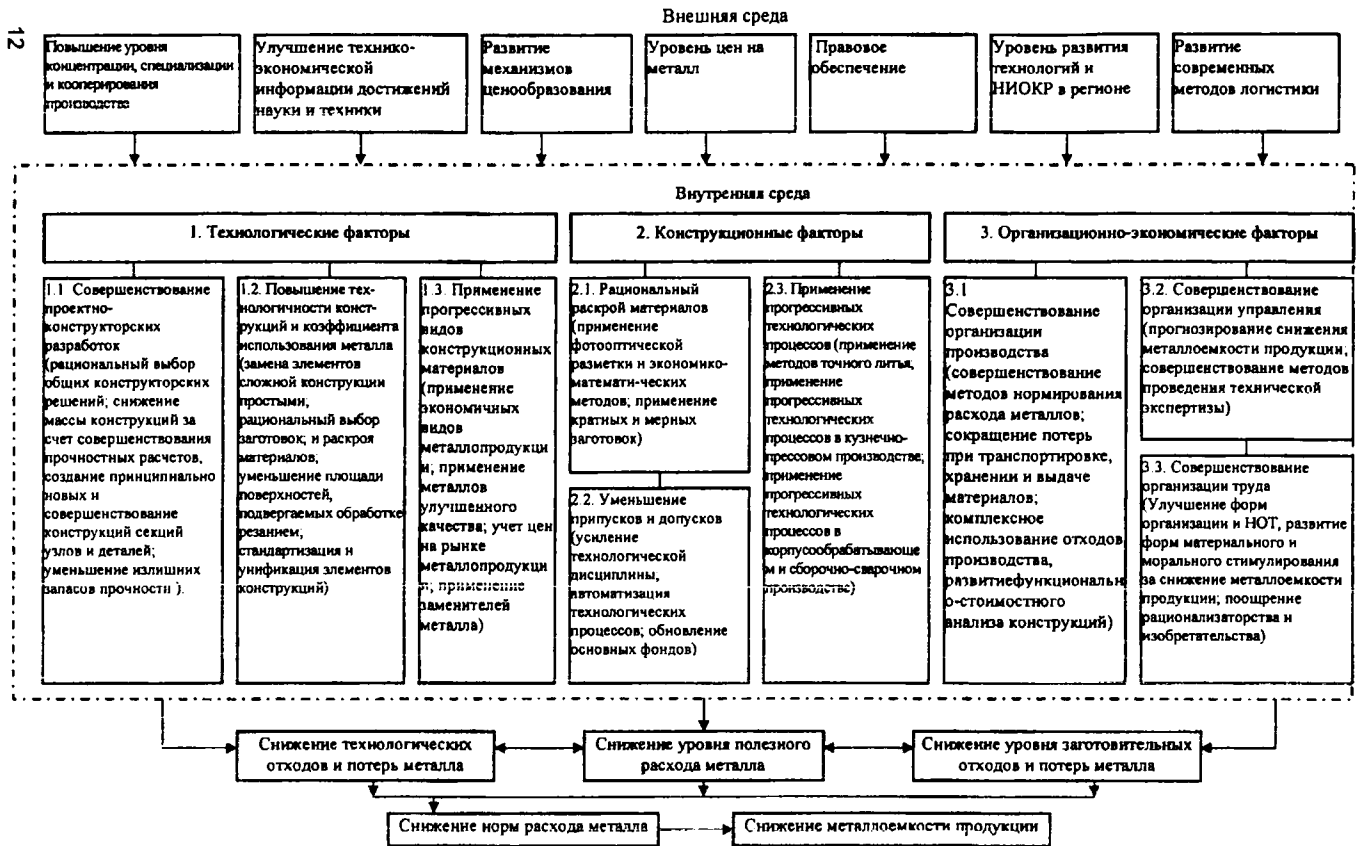 12
Внешняя среда
Повышение уровня
концентрации, специализации
и кооперирования
производства
Улучшение технико-
экономической
информации достижений
науки и техники
Развитие
механизмов
ценообразования
Уровень цен на
металл
Правовое
обеспечение
Уровень развития
технологий и
НИОКР в регионе
Развитие
современных
методов логистики
Внутренняя среда
1. Технологические факторы
2. Конструкционные факторы
3. Организационно-экономические факторы
1.1 Совершенствование
проектно-
конструкторских
разработок
(рациональный выбор
общих конструкторских
решений; снижение
массы конструкций за
счет совершенствования
прочностных расчетов,
создание принципиально
новых и
совершенствование
конструкций секций
узлов и деталей;
уменьшение излишних
запасов прочности ).
1.2. Повышение тех-
нологичности конст-
рукций и коэффициента
использования металла
(замена элементов
сложной конструкции
простыми;
рациональный выбор
заготовок; и раскроя
материалов;
уменьшение площади
поверхностей,
подвергаемых обработке
резанием;
стандартизация и
унификация элементов
конструкций)
1.3. Применение
прогрессивных
видов
конструкционных
материалов
(применение
экономичных
видов
металлопродукци
и; применение
металлов
улучшенного
качества; учет цен
на рынке
металлопродукци
и; применение
заменителей
металла)
2.1. Рациональный
раскрой материалов
(применение
фотооптической
разметки и экономико-
математи-ческих
методов; применение
кратных и мерных
заготовок)
2.2. Уменьшение
припусков и допусков
(усиление
технологической
дисциплины,
автоматизация
технологических
процессов; обновление
основных фондов)
2.3. Применение
прогрессивных
технологических
процессов (применение
методов точного литья;
применение
прогрессивных
технологических
процессов в кузнечно-
прессовом производстве;
применение
прогрессивных
технологических
процессов в
корпусообрабатывающе
м и сборочно-сварочном
производстве)
3.1
Совершенствование
организации
производства
(совершенствование
методов нормирования
расхода металлов;
сокращение потерь
при транспортировке,
хранении и выдаче
материалов;
комплексное
использование отходов
производства,
развитиефункциональн
о-стоимостного
анализа конструкций)
3.2. Совершенствование
организации управления
(прогнозирование снижения
металлоемкости продукции;
совершенствование методов
проведения технической
экспертизы)
3.3. Совершенствование
организации труда
(Улучшение форм
организации и НОТ, развитие
форм материального и
морального стимулирования
за снижение металлоемкости
продукции; поощрение
рационализаторства и
изобретательства)
Снижение технологических
отходов и потерь металла
Снижение уровня полезного
расхода металла
Снижение уровня заготовительных
отходов и потерь металла
Снижение норм расхода металла
Снижение металлоемкости продукции